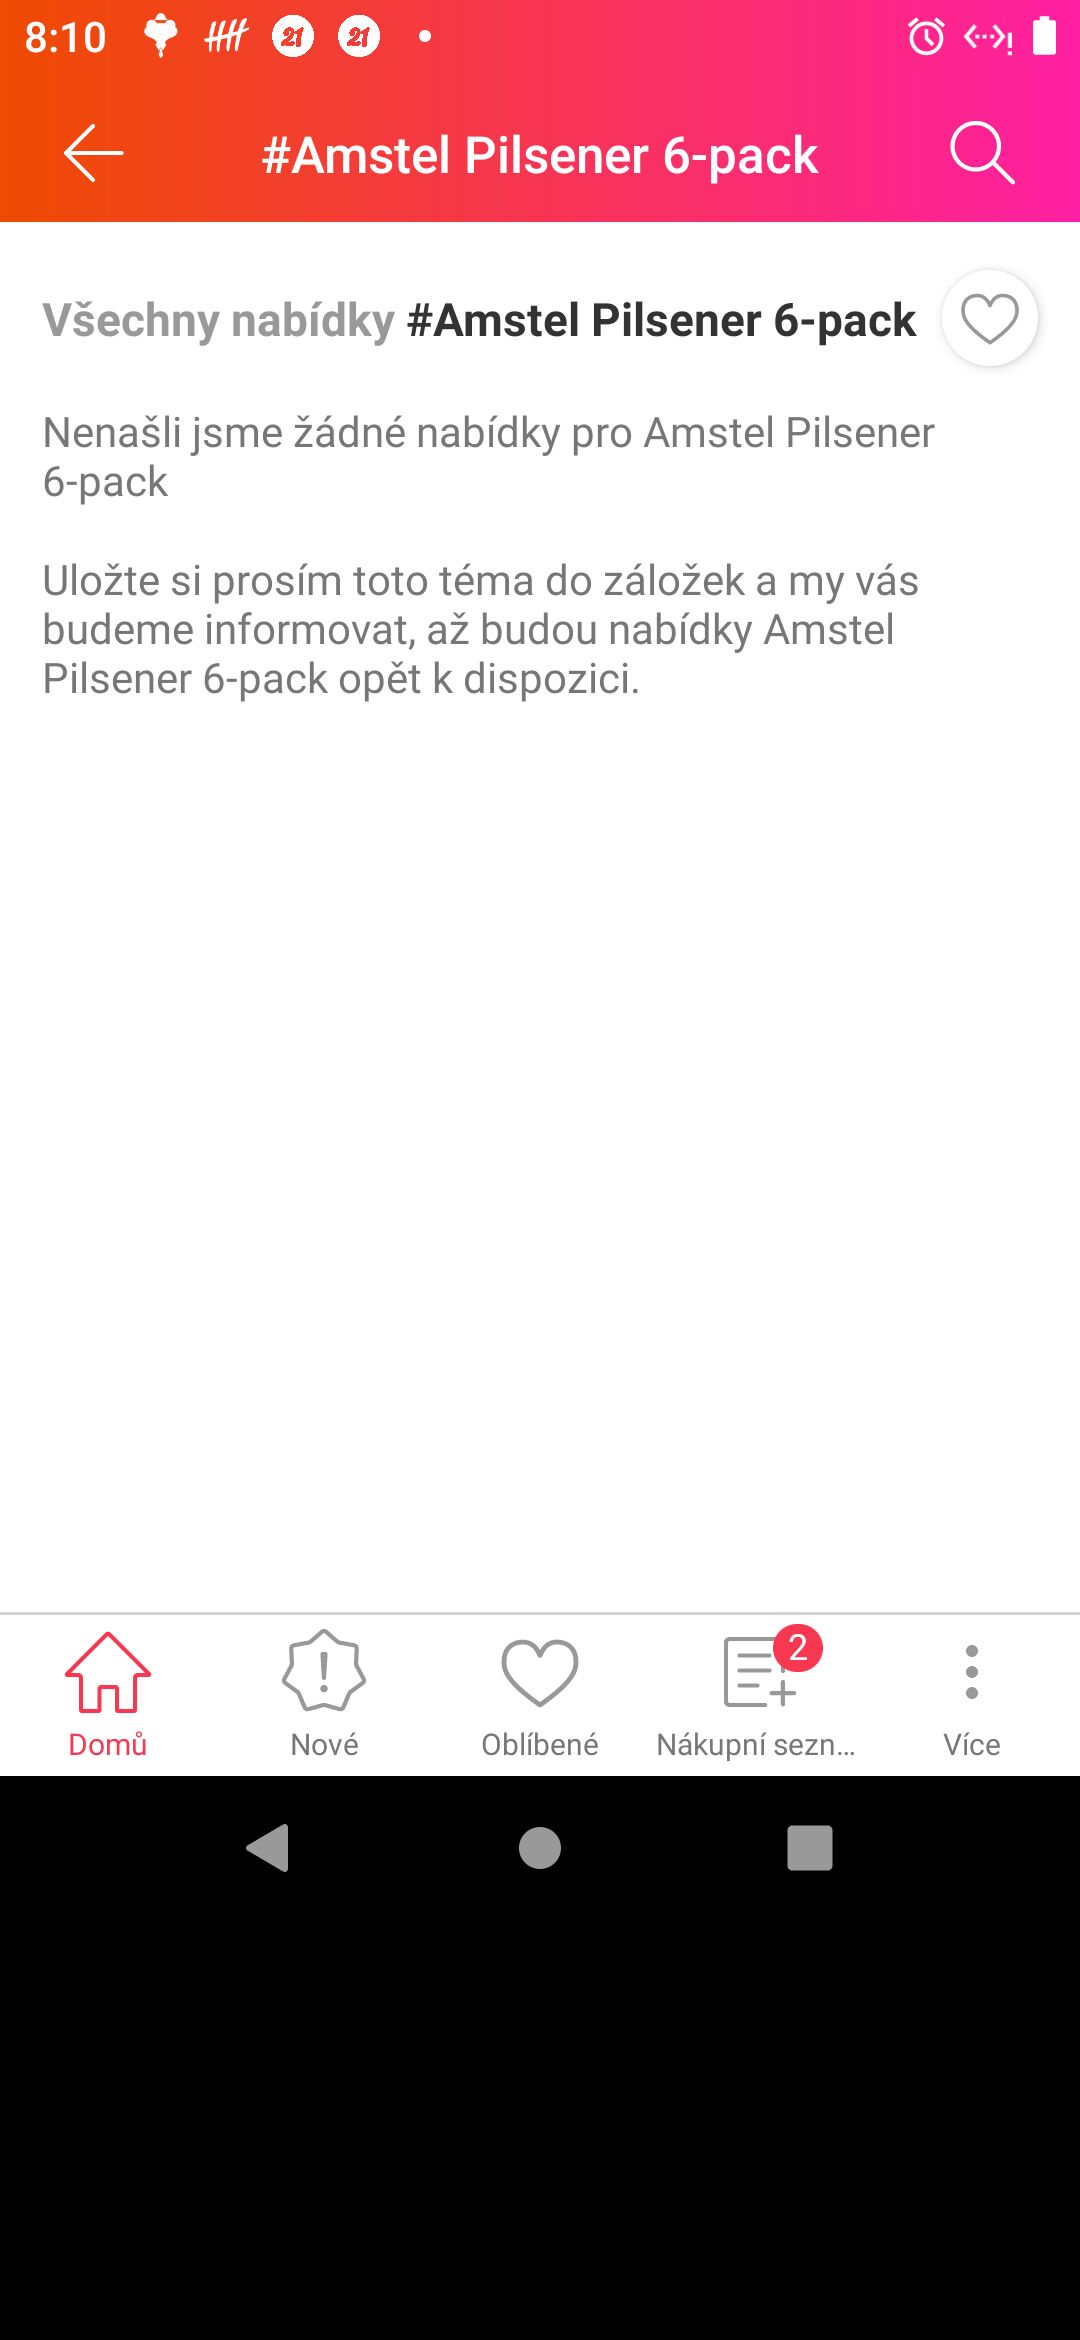 8:10
21
21
#Amstel Pilsener 6-pack
Všechny nabídky #Amstel Pilsener 6-pack
Nenašli jsme žádné nabídky pro Amstel Pilsener
6-pack
Uložte si prosím toto téma do záložek a my vás
budeme informovat, až budou nabídky Amstel
Pilsener 6-pack opět k dispozici.
2
Domů
Nové
Oblíbené
Nákupní sezn...
Více